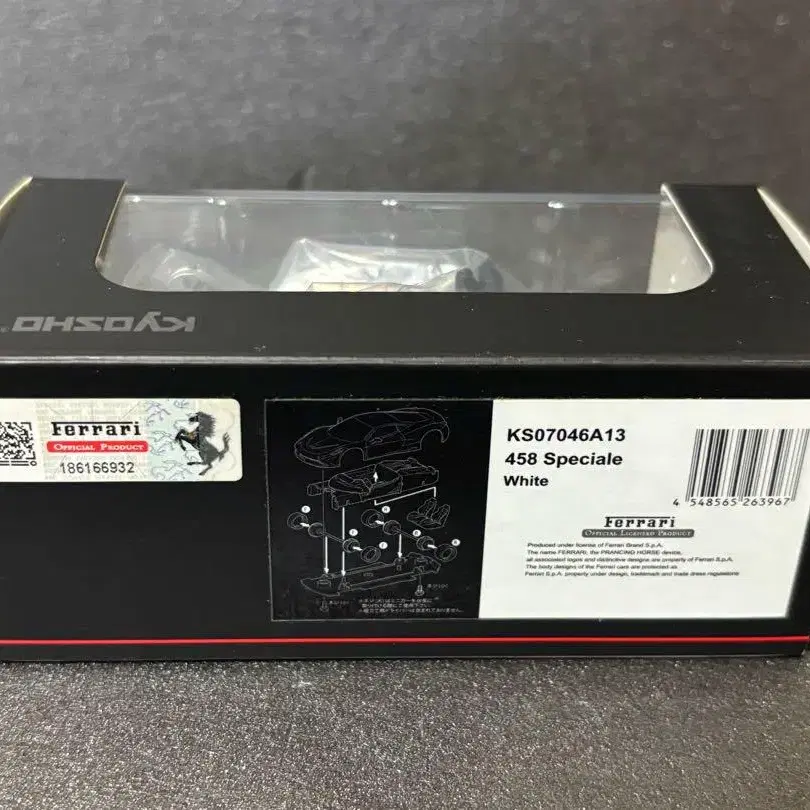 KYOSHO®
Ferrari
OFFICIAL PRODUCT
186166932
KS07046A13
458 Speciale
White
4 548565 263967
Ferrari
OFFICIAL LICENSED PRODUCT
Produced under license of Ferrari Brand S.p.A.
The name FERRARI, the PRANCING HORSE device,
all associated logos and distinctive designs are property of Ferrari S.p.A.
The body designs of the Ferrari cars are protected as
Ferrari S.p.A. property under design, trademark and trade dress regulations